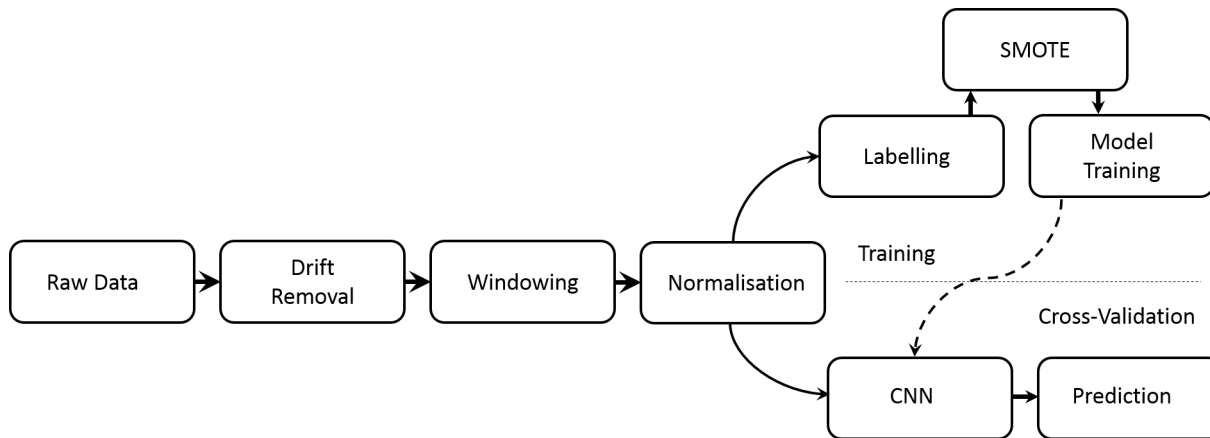 SMOTE
Labelling
Model
Training
Raw Data
Drift
Removal
Windowing
Normalisation
Training
Cross-Validation
CNN
Prediction